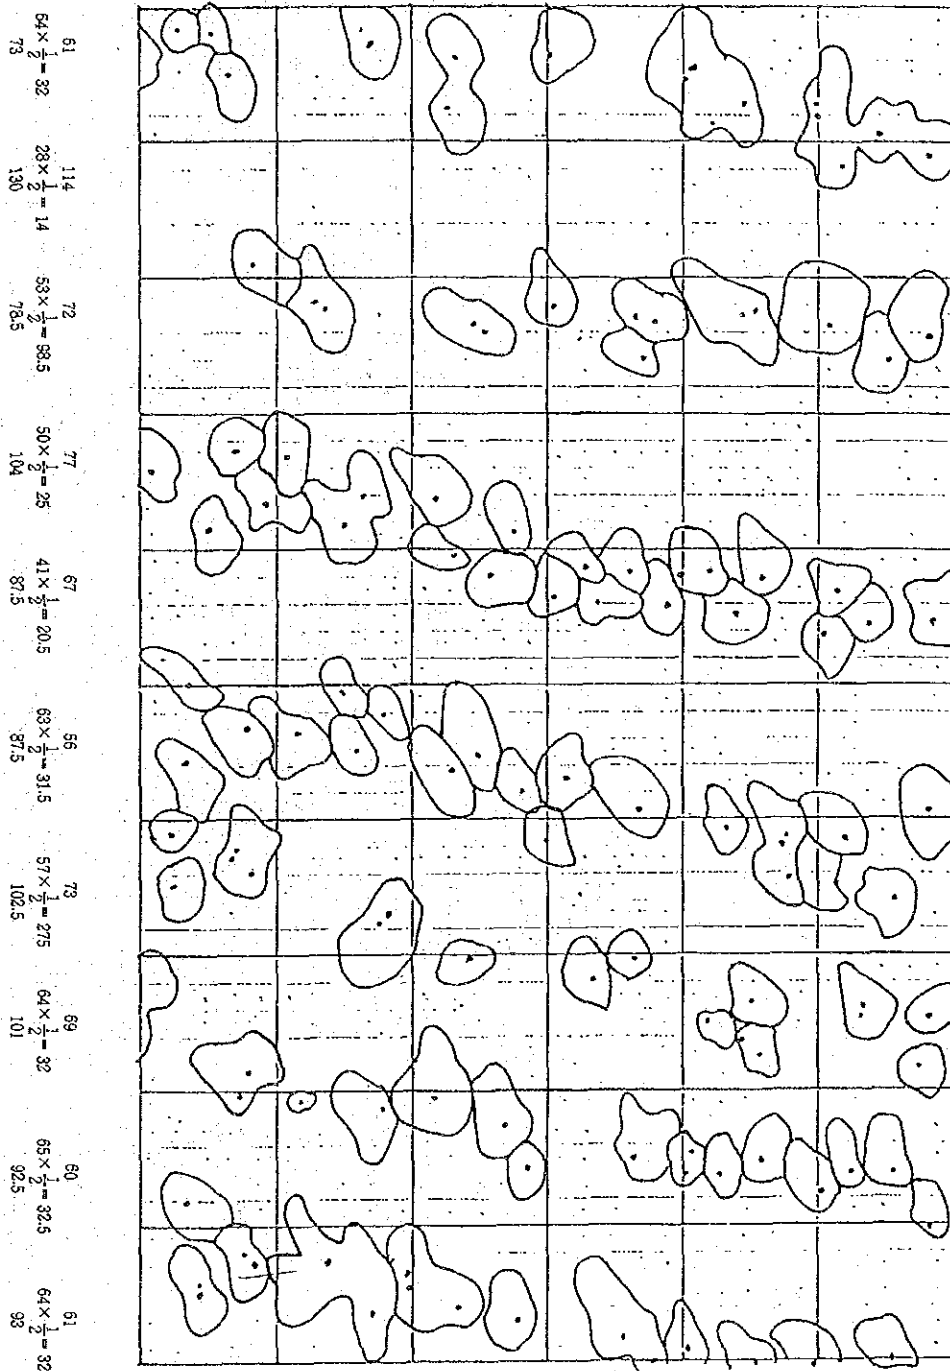 61
64 × 1/2 = 32
73
114
28 × 1/2 = 14
130
72
53 × 1/2 = 98.5
78.5
77
50 × 1/2 = 25
104
67
41 × 1/2 = 20.5
87.5
56
63 × 1/2 = 31.5
87.5
73
57 × 1/2 = 275
102.5
69
64 × 1/2 = 32
101
60
65 × 1/2 = 32.5
92.5
61
64 × 1/2 = 32
93